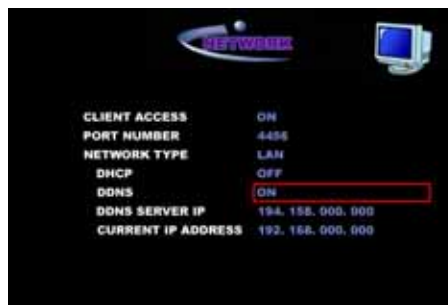 NETWORK
CLIENT ACCESS ON
PORT NUMBER 4456
NETWORK TYPE LAN
DHCP OFF
DDNS ON
DDNS SERVER IP 194. 158. 000. 000
CURRENT IP ADDRESS 192. 168. 000. 000